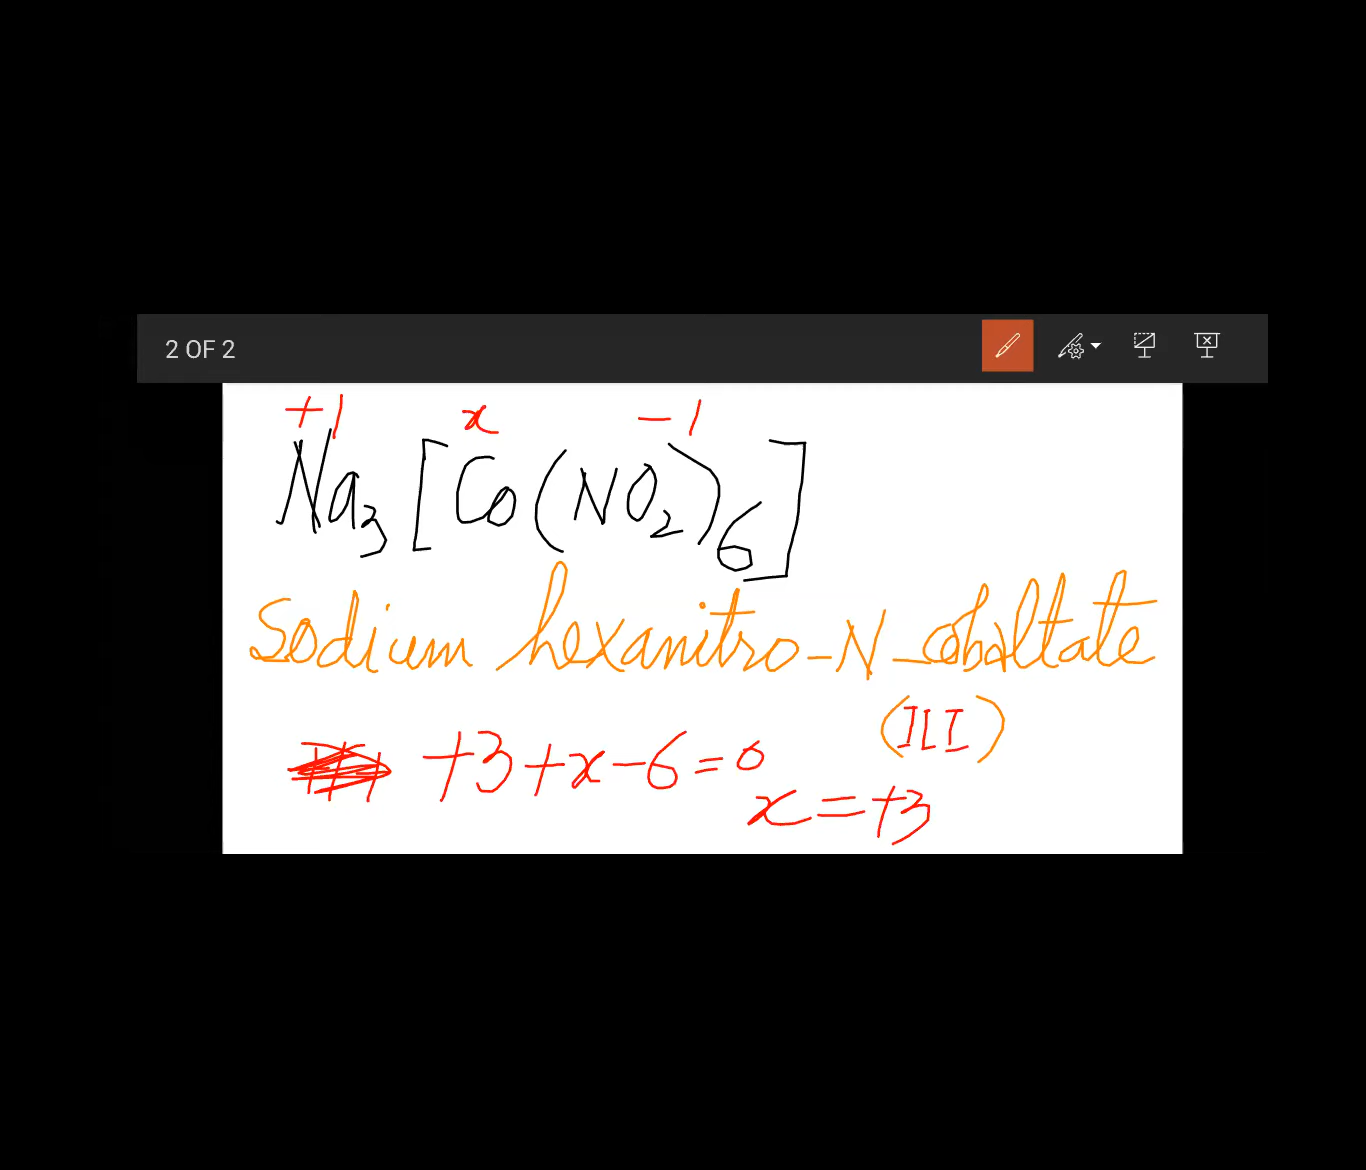 2 OF 2
+1 x -1
Na₃[Co(NO₂)₆]
Sodium hexanitro-N-cobaltate
(III)
+3+x-6=0
x=+3